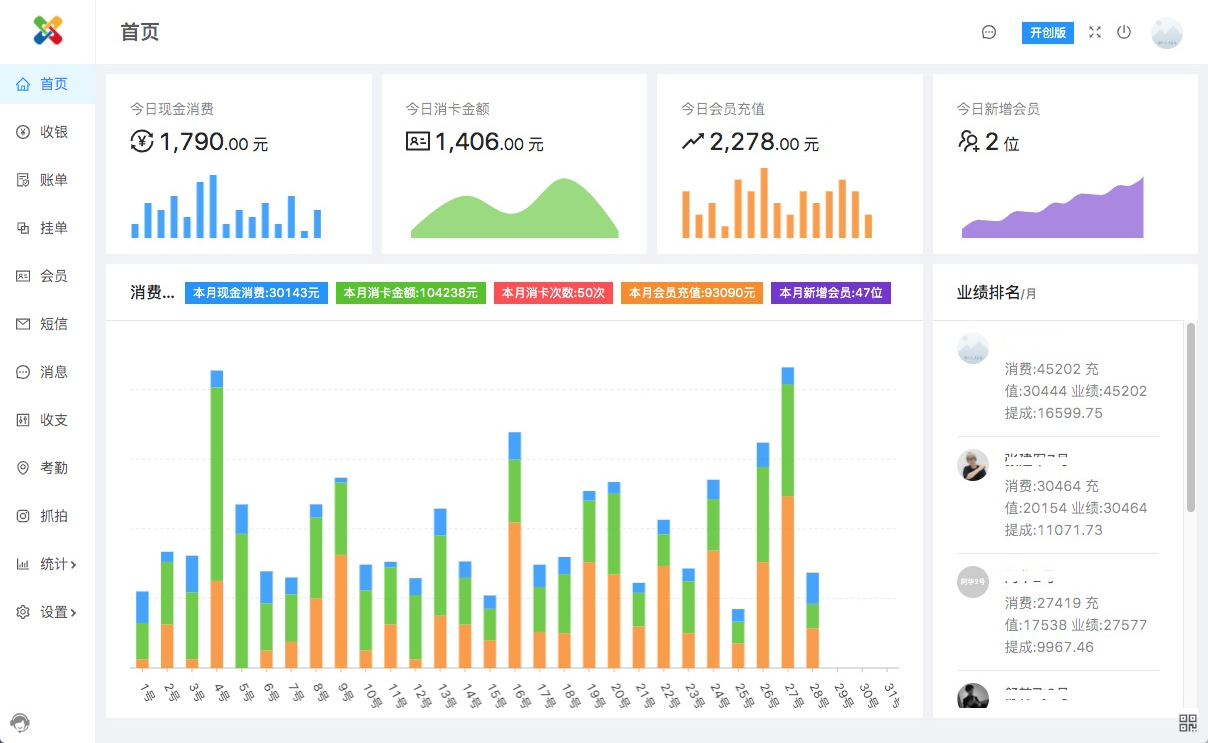 首页
开创版
首页
收银
账单
挂单
会员
短信
消息
收支
考勤
抓拍
统计
设置
今日现金消费
1,790.00 元
今日消卡金额
1,406.00 元
今日会员充值
2,278.00 元
今日新增会员
2 位
消费...
本月现金消费:30143元
本月消卡金额:104238元
本月消卡次数:50次
本月会员充值:93090元
本月新增会员:47位
1号
2号
3号
4号
5号
6号
7号
8号
9号
10号
11号
12号
13号
14号
15号
16号
17号
18号
19号
20号
21号
22号
23号
24号
25号
26号
27号
28号
29号
30号
31号
业绩排名/月
消费:45202 充
值:30444 业绩:45202
提成:16599.75
消费:30464 充
值:20154 业绩:30464
提成:11071.73
阿华2号
消费:27419 充
值:17538 业绩:27577
提成:9967.46